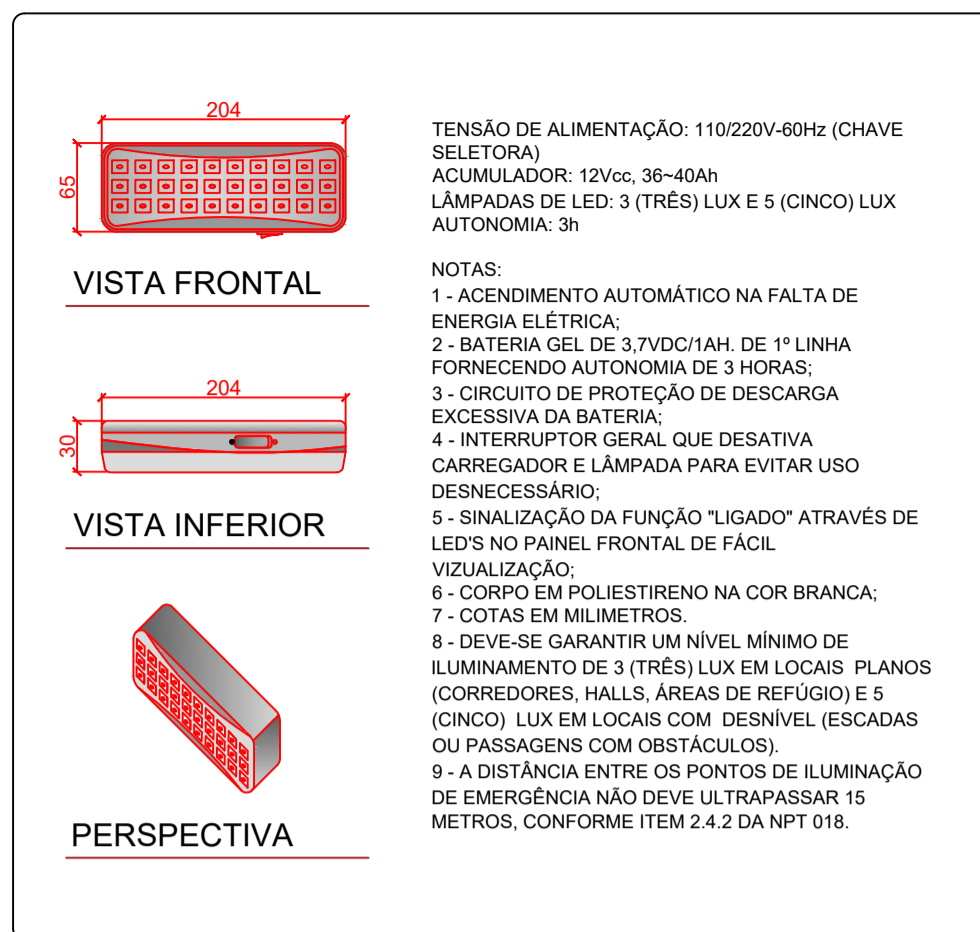 204
65
VISTA FRONTAL
204
30
VISTA INFERIOR
PERSPECTIVA
TENSÃO DE ALIMENTAÇÃO: 110/220V-60Hz (CHAVE
SELETORA)
ACUMULADOR: 12Vcc, 36~40Ah
LÂMPADAS DE LED: 3 (TRÊS) LUX E 5 (CINCO) LUX
AUTONOMIA: 3h
NOTAS:
1 - ACENDIMENTO AUTOMÁTICO NA FALTA DE
ENERGIA ELÉTRICA;
2 - BATERIA GEL DE 3,7VDC/1AH. DE 1º LINHA
FORNECENDO AUTONOMIA DE 3 HORAS;
3 - CIRCUITO DE PROTEÇÃO DE DESCARGA
EXCESSIVA DA BATERIA;
4 - INTERRUPTOR GERAL QUE DESATIVA
CARREGADOR E LÂMPADA PARA EVITAR USO
DESNECESSÁRIO;
5 - SINALIZAÇÃO DA FUNÇÃO "LIGADO" ATRAVÉS DE
LED'S NO PAINEL FRONTAL DE FÁCIL
VIZUALIZAÇÃO;
6 - CORPO EM POLIESTIRENO NA COR BRANCA;
7 - COTAS EM MILIMETROS.
8 - DEVE-SE GARANTIR UM NÍVEL MÍNIMO DE
ILUMINAMENTO DE 3 (TRÊS) LUX EM LOCAIS PLANOS
(CORREDORES, HALLS, ÁREAS DE REFÚGIO) E 5
(CINCO) LUX EM LOCAIS COM DESNÍVEL (ESCADAS
OU PASSAGENS COM OBSTÁCULOS).
9 - A DISTÂNCIA ENTRE OS PONTOS DE ILUMINAÇÃO
DE EMERGÊNCIA NÃO DEVE ULTRAPASSAR 15
METROS, CONFORME ITEM 2.4.2 DA NPT 018.